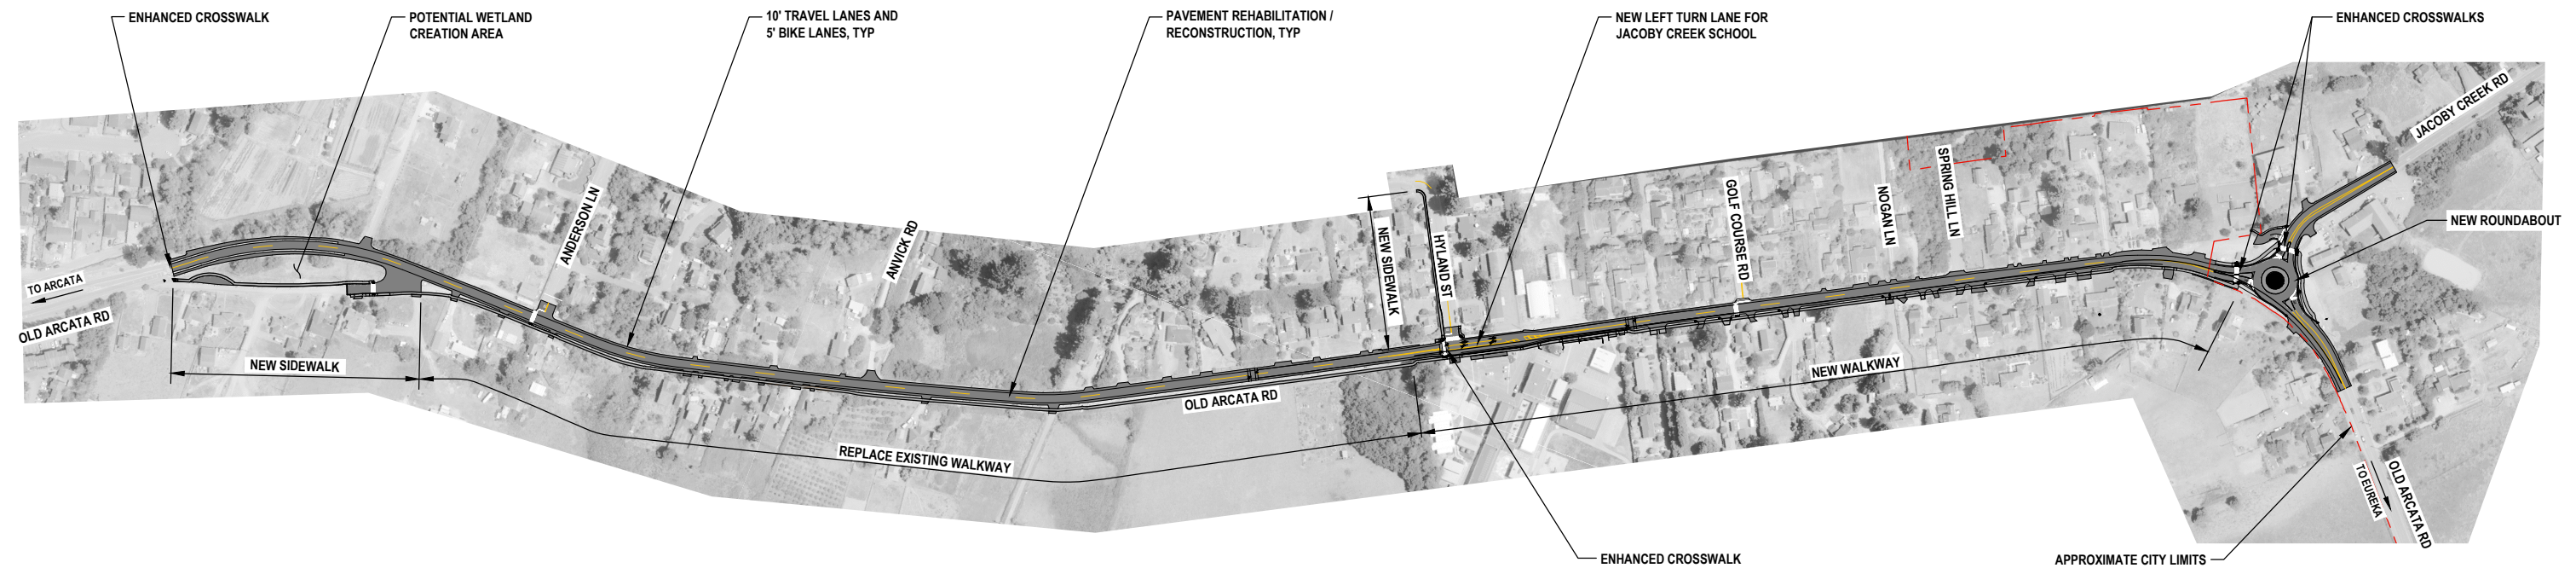 ENHANCED CROSSWALK
POTENTIAL WETLAND
CREATION AREA
10' TRAVEL LANES AND
5' BIKE LANES, TYP
PAVEMENT REHABILITATION /
RECONSTRUCTION, TYP
NEW LEFT TURN LANE FOR
JACOBY CREEK SCHOOL
ENHANCED CROSSWALKS
JACOBY CREEK RD
NEW ROUNDABOUT
SPRING HILL LN
NOGAN LN
GOLF COURSE RD
HYLAND ST
NEW SIDEWALK
ANVICK RD
ANDERSON LN
TO ARCATA
OLD ARCATA RD
NEW SIDEWALK
REPLACE EXISTING WALKWAY
OLD ARCATA RD
NEW WALKWAY
TO EUREKA
OLD ARCATA RD
ENHANCED CROSSWALK
APPROXIMATE CITY LIMITS